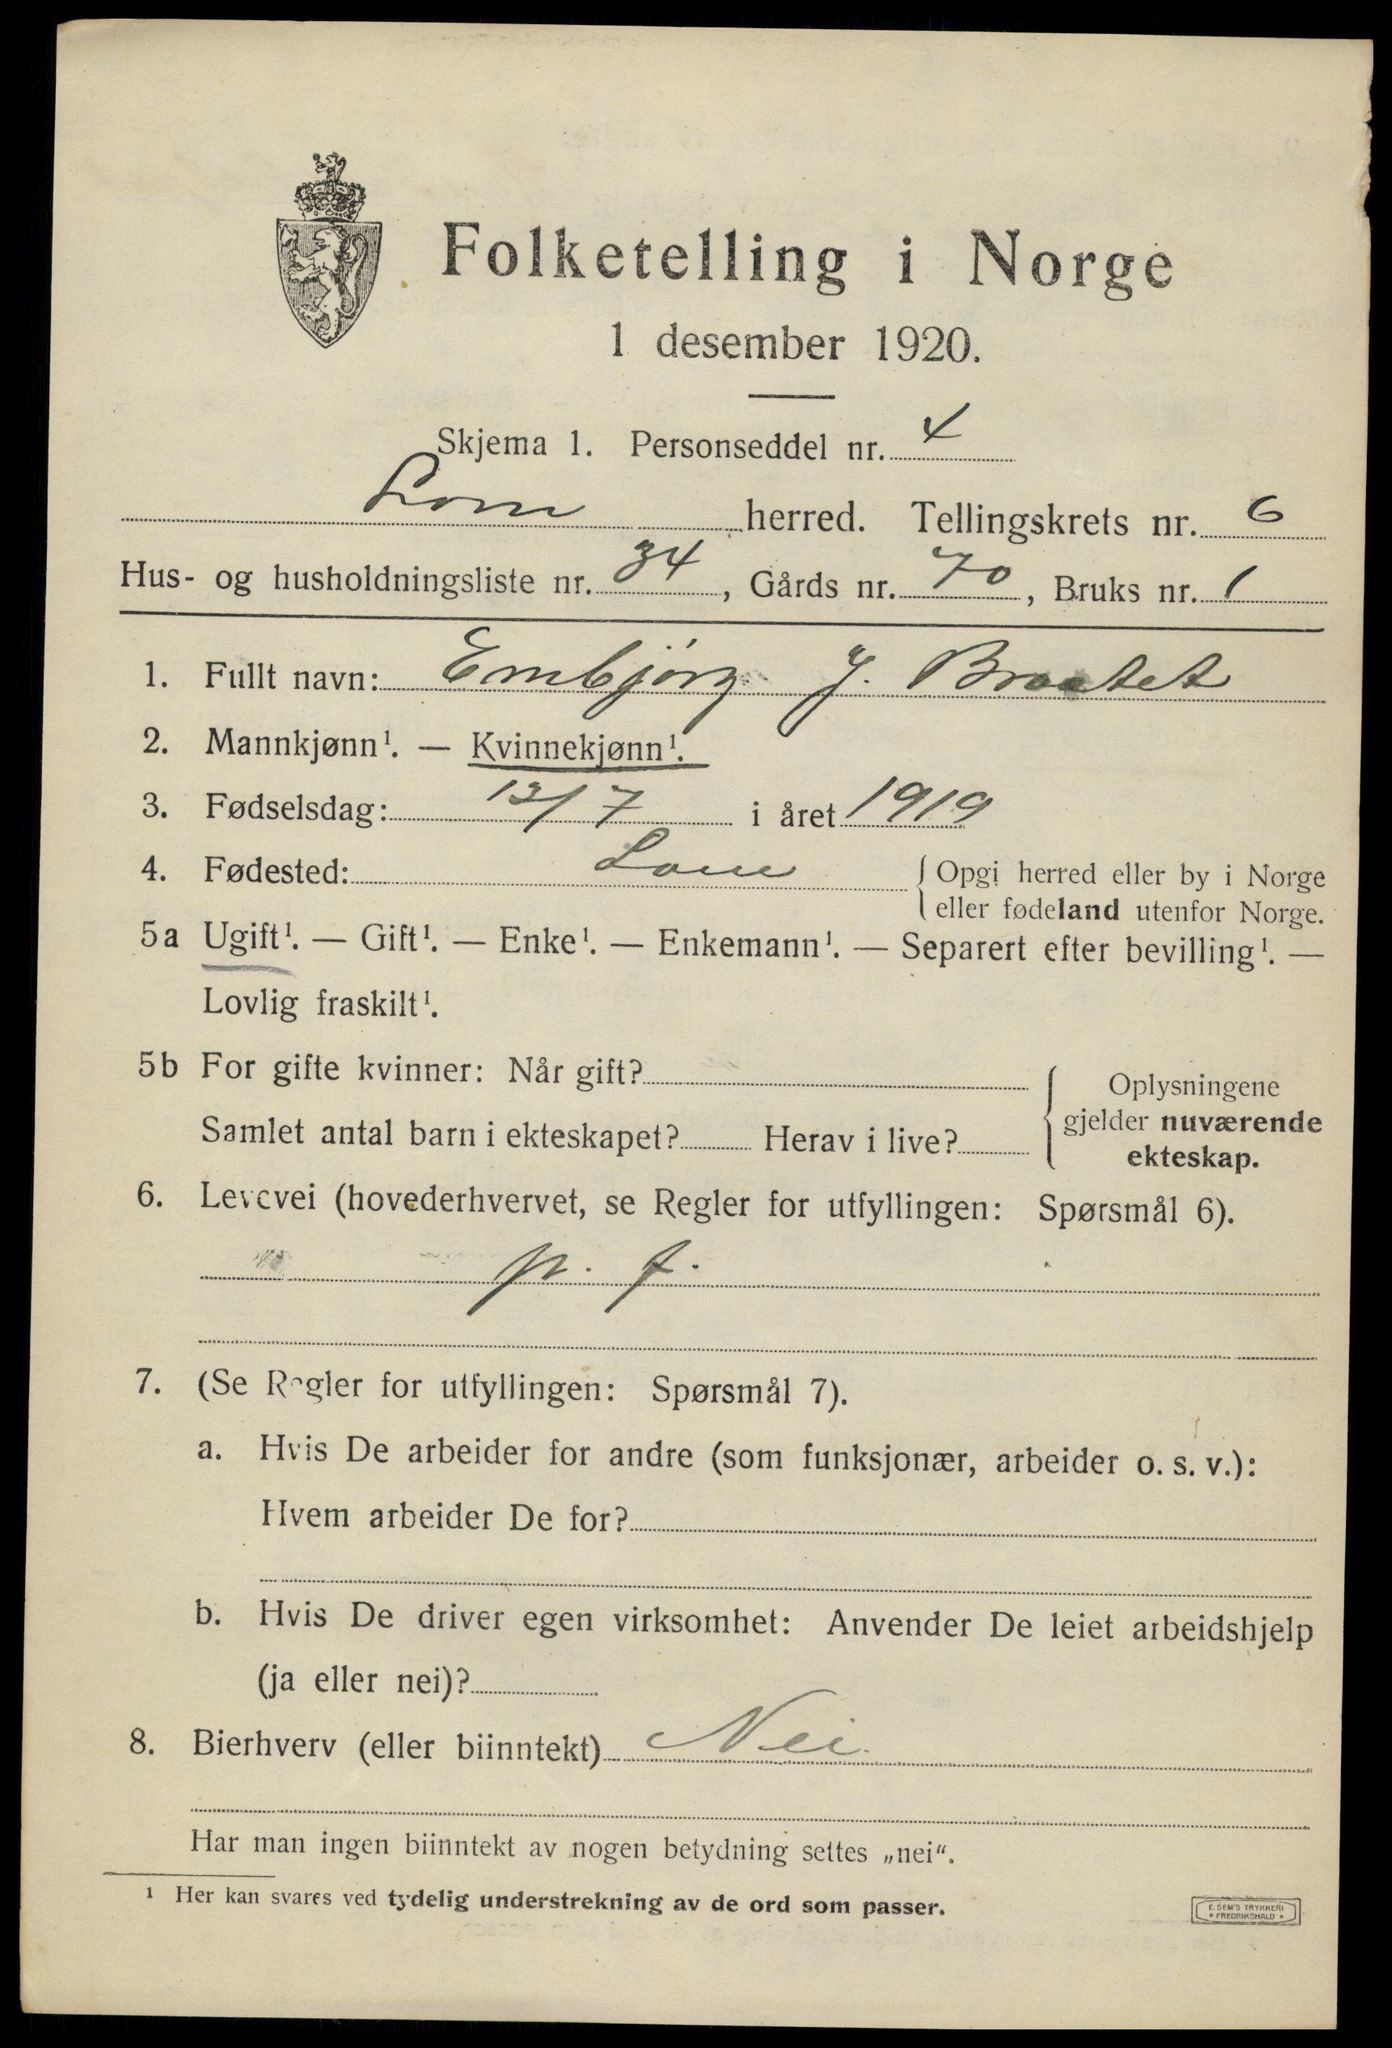 Folketelling i Norge
1 desember 1920.
Skjema 1. Personseddel nr. 4
Lom herred. Tellingskrets nr. 6
Hus- og husholdningsliste nr. 34, Gårds nr. 70, Bruks nr. 1
1. Fullt navn: Embjørg J. Braatet
2. Mannkjønn¹. — Kvinnekjønn¹.
3. Fødselsdag: 12/7 i året 1919
4. Fødested: Lom { Opgi herred eller by i Norge
eller fødeland utenfor Norge.
5a Ugift¹. — Gift¹. — Enke¹. — Enkemann¹. — Separert efter bevilling¹. —
Lovlig fraskilt¹.
5b For gifte kvinner: Når gift?
Samlet antal barn i ekteskapet? Herav i live?
Oplysningene
gjelder nuværende
ekteskap.
6. Levevei (hovederhvervet, se Regler for utfyllingen: Spørsmål 6).
p. f.
7. (Se Regler for utfyllingen: Spørsmål 7).
a. Hvis De arbeider for andre (som funksjonær, arbeider o. s. v.):
Hvem arbeider De for?
b. Hvis De driver egen virksomhet: Anvender De leiet arbeidshjelp
(ja eller nei)?
8. Bierhverv (eller biinntekt) Nei
Har man ingen biinntekt av nogen betydning settes „nei“.
¹ Her kan svares ved tydelig understrekning av de ord som passer.
E. SEM'S TRYKKERI
* FREDRIKSHALD *